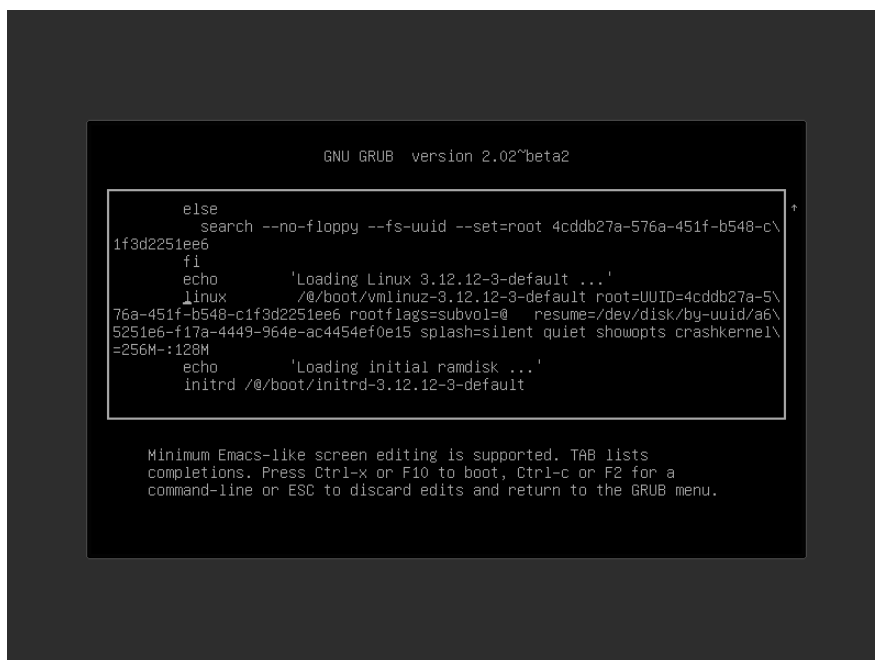 GNU GRUB  version 2.02~beta2
else
search --no-floppy --fs-uuid --set=root 4cddb27a-576a-451f-b548-c\
1f3d2251ee6
fi
echo        'Loading Linux 3.12.12-3-default ...'
linux        /@/boot/vmlinuz-3.12.12-3-default root=UUID=4cddb27a-5\
76a-451f-b548-c1f3d2251ee6 rootflags=subvol=@   resume=/dev/disk/by-uuid/a6\
5251e6-f17a-4449-964e-ac4454ef0e15 splash=silent quiet showopts crashkernel\
=256M-:128M
echo        'Loading initial ramdisk ...'
initrd /@/boot/initrd-3.12.12-3-default
Minimum Emacs-like screen editing is supported. TAB lists
completions. Press Ctrl-x or F10 to boot, Ctrl-c or F2 for a
command-line or ESC to discard edits and return to the GRUB menu.